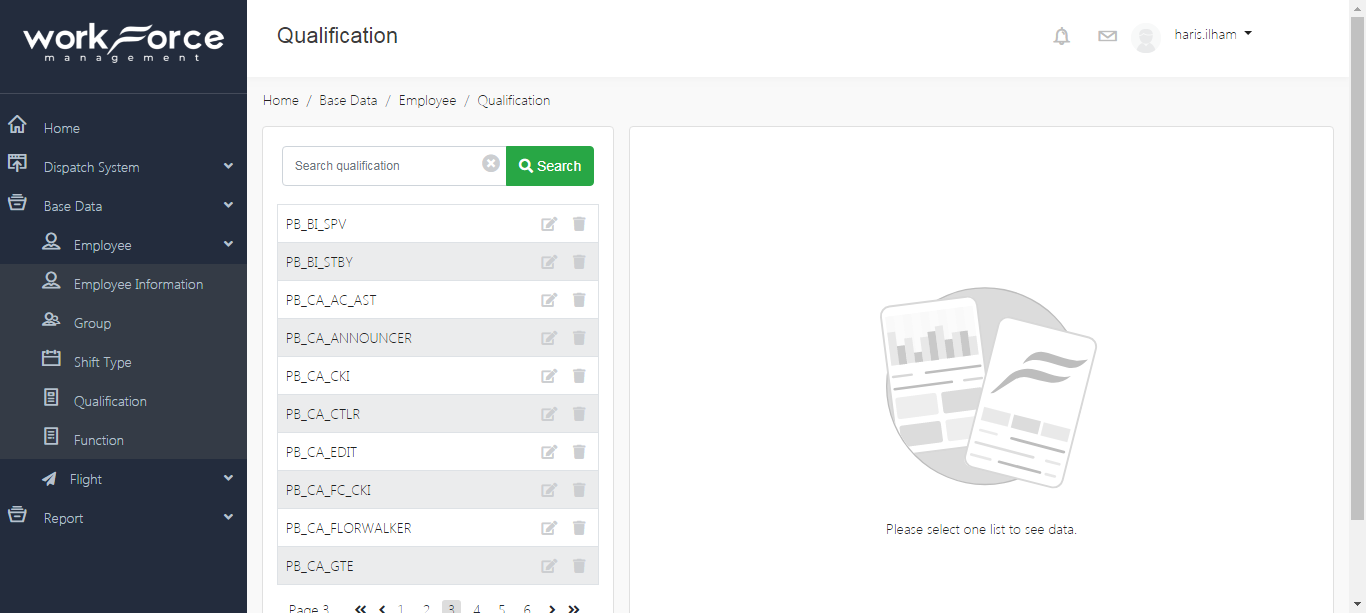 workForce
management
Qualification
haris.ilham
Home / Base Data / Employee / Qualification
Home
Dispatch System
Base Data
Employee
Employee Information
Group
Shift Type
Qualification
Function
Flight
Report
Search qualification
Search
PB_BI_SPV
PB_BI_STBY
PB_CA_AC_AST
PB_CA_ANNOUNCER
PB_CA_CKI
PB_CA_CTLR
PB_CA_EDIT
PB_CA_FC_CKI
PB_CA_FLORWALKER
PB_CA_GTE
Page 3 « ‹ 1 2 3 4 5 6 › »
Please select one list to see data.